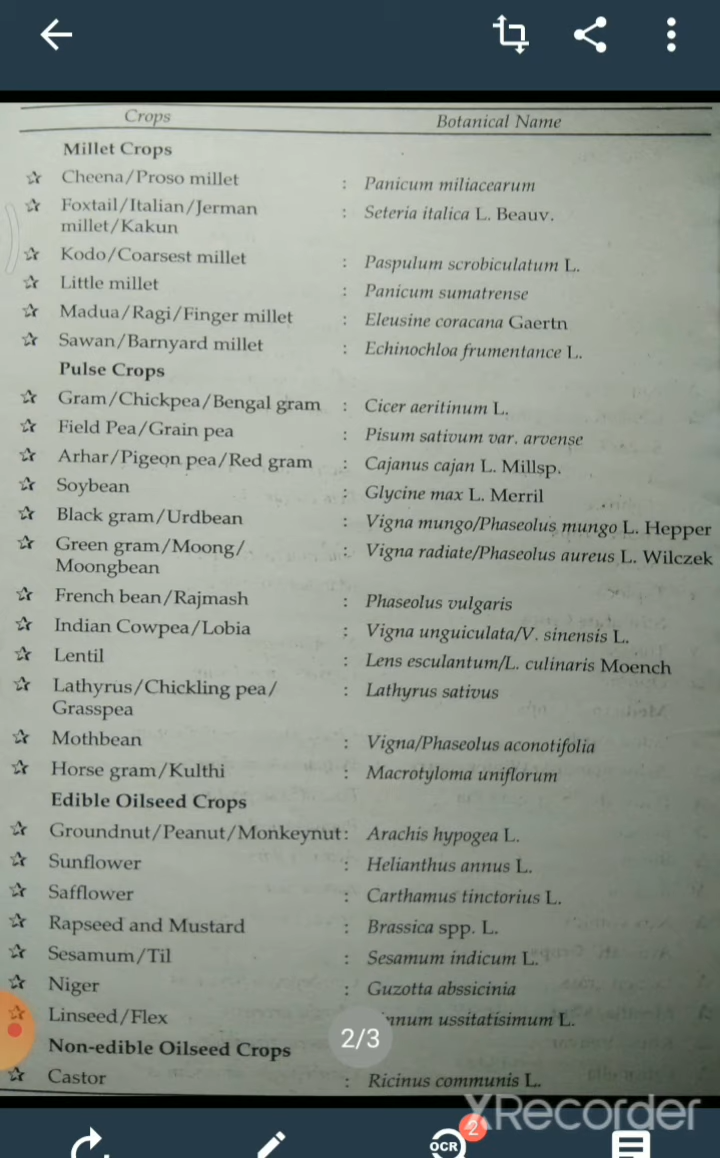 Crops Botanical Name
Millet Crops
☆ Cheena/Proso millet : Panicum miliacearum
☆ Foxtail/Italian/Jerman : Seteria italica L. Beauv.
millet/Kakun
☆ Kodo/Coarsest millet : Paspulum scrobiculatum L.
☆ Little millet : Panicum sumatrense
☆ Madua/Ragi/Finger millet : Eleusine coracana Gaertn
☆ Sawan/Barnyard millet : Echinochloa frumentance L.
Pulse Crops
☆ Gram/Chickpea/Bengal gram : Cicer aeritinum L.
☆ Field Pea/Grain pea : Pisum sativum var. arvense
☆ Arhar/Pigeon pea/Red gram : Cajanus cajan L. Millsp.
☆ Soybean : Glycine max L. Merril
☆ Black gram/Urdbean : Vigna mungo/Phaseolus mungo L. Hepper
☆ Green gram/Moong/ : Vigna radiate/Phaseolus aureus L. Wilczek
Moongbean
☆ French bean/Rajmash : Phaseolus vulgaris
☆ Indian Cowpea/Lobia : Vigna unguiculata/V. sinensis L.
☆ Lentil : Lens esculantum/L. culinaris Moench
☆ Lathyrus/Chickling pea/ : Lathyrus sativus
Grasspea
☆ Mothbean : Vigna/Phaseolus aconotifolia
☆ Horse gram/Kulthi : Macrotyloma uniflorum
Edible Oilseed Crops
☆ Groundnut/Peanut/Monkeynut : Arachis hypogea L.
☆ Sunflower : Helianthus annus L.
☆ Safflower : Carthamus tinctorius L.
☆ Rapseed and Mustard : Brassica spp. L.
☆ Sesamum/Til : Sesamum indicum L.
☆ Niger : Guzotta abssicinia
☆ Linseed/Flex ussitatisimum L.
2/3
Non-edible Oilseed Crops
☆ Castor : Ricinus communis L.
XRecorder
OCR 2